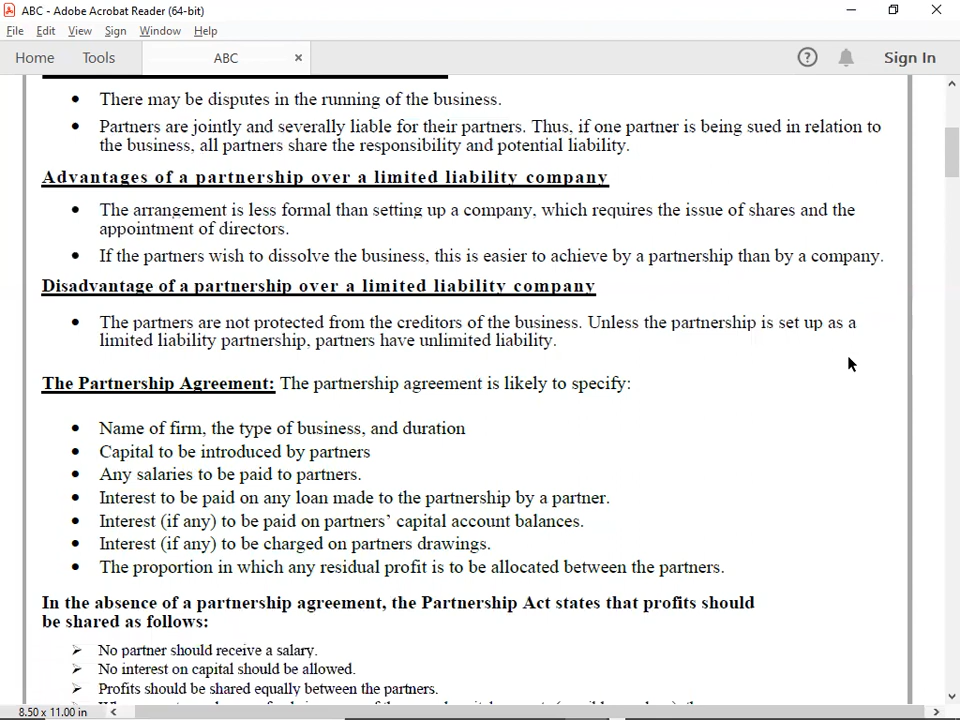 ABC - Adobe Acrobat Reader (64-bit)
File Edit View Sign Window Help
Home Tools ABC × ? Sign In
• There may be disputes in the running of the business.
• Partners are jointly and severally liable for their partners. Thus, if one partner is being sued in relation to
the business, all partners share the responsibility and potential liability.
Advantages of a partnership over a limited liability company
• The arrangement is less formal than setting up a company, which requires the issue of shares and the
appointment of directors.
• If the partners wish to dissolve the business, this is easier to achieve by a partnership than by a company.
Disadvantage of a partnership over a limited liability company
• The partners are not protected from the creditors of the business. Unless the partnership is set up as a
limited liability partnership, partners have unlimited liability.
The Partnership Agreement: The partnership agreement is likely to specify:
• Name of firm, the type of business, and duration
• Capital to be introduced by partners
• Any salaries to be paid to partners.
• Interest to be paid on any loan made to the partnership by a partner.
• Interest (if any) to be paid on partners’ capital account balances.
• Interest (if any) to be charged on partners drawings.
• The proportion in which any residual profit is to be allocated between the partners.
In the absence of a partnership agreement, the Partnership Act states that profits should
be shared as follows:
➢ No partner should receive a salary.
➢ No interest on capital should be allowed.
➢ Profits should be shared equally between the partners.
8.50 x 11.00 in